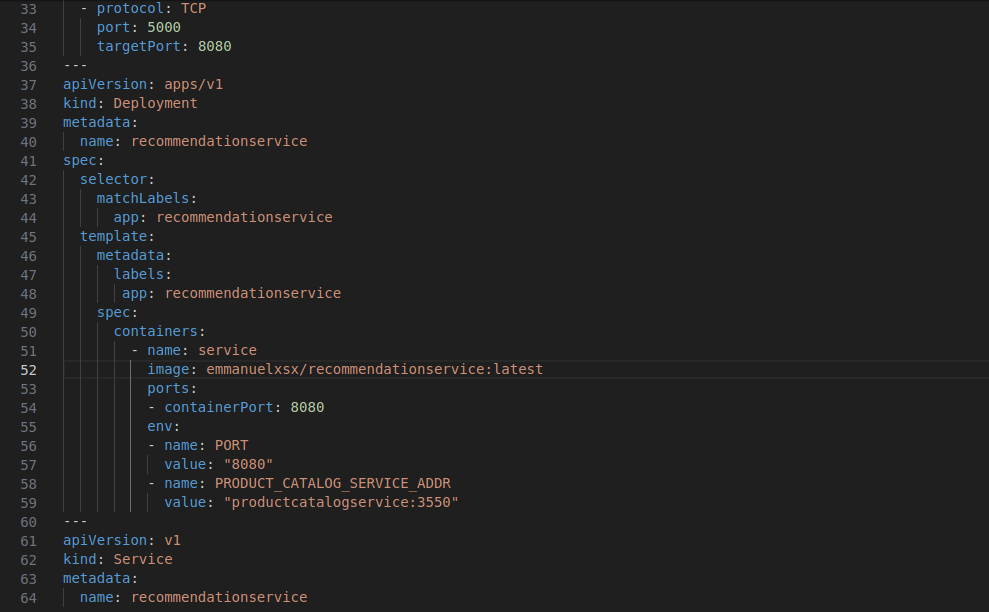 33 - protocol: TCP
34 port: 5000
35 targetPort: 8080
36 ---
37 apiVersion: apps/v1
38 kind: Deployment
39 metadata:
40 name: recommendationservice
41 spec:
42 selector:
43 matchLabels:
44 app: recommendationservice
45 template:
46 metadata:
47 labels:
48 app: recommendationservice
49 spec:
50 containers:
51 - name: service
52 image: emmanuelxsx/recommendationservice:latest
53 ports:
54 - containerPort: 8080
55 env:
56 - name: PORT
57 value: "8080"
58 - name: PRODUCT_CATALOG_SERVICE_ADDR
59 value: "productcatalogservice:3550"
60 ---
61 apiVersion: v1
62 kind: Service
63 metadata:
64 name: recommendationservice